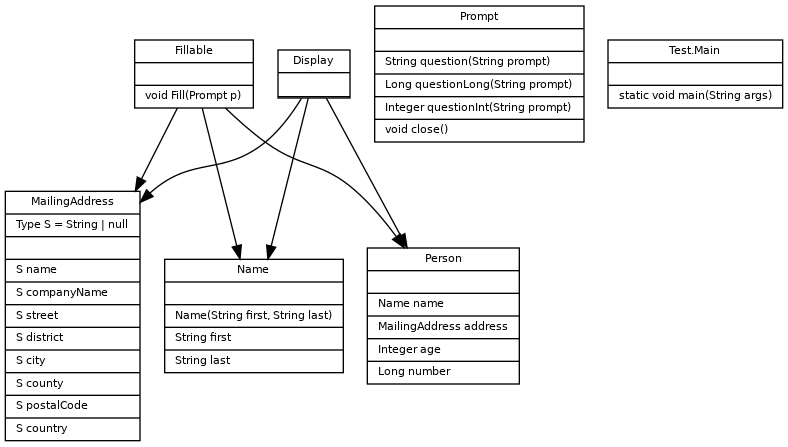 Fillable
void Fill(Prompt p)
Display
Prompt
String question(String prompt)
Long questionLong(String prompt)
Integer questionInt(String prompt)
void close()
Test.Main
static void main(String args)
MailingAddress
Type S = String | null
S name
S companyName
S street
S district
S city
S county
S postalCode
S country
Name
Name(String first, String last)
String first
String last
Person
Name name
MailingAddress address
Integer age
Long number